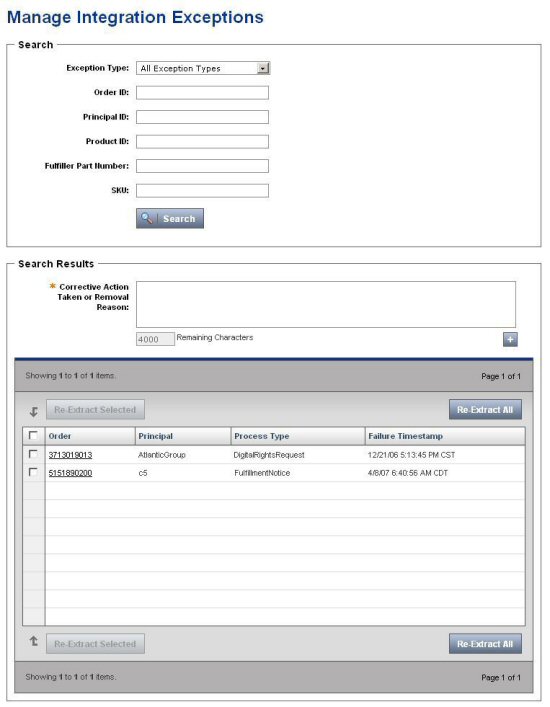 Manage Integration Exceptions
Search
Exception Type: All Exception Types
Order ID:
Principal ID:
Product ID:
Fulfiller Part Number:
SKU:
Search
Search Results
* Corrective Action
Taken or Removal
Reason:
4000 Remaining Characters
+
Showing 1 to 1 of 1 items. Page 1 of 1
Re-Extract Selected Re-Extract All
Order Principal Process Type Failure Timestamp
3713019013 AtlanticGroup DigitalRightsRequest 12/21/06 5:13:45 PM CST
5151890200 c5 FulfillmentNotice 4/8/07 6:40:56 AM CDT
Re-Extract Selected Re-Extract All
Showing 1 to 1 of 1 items. Page 1 of 1